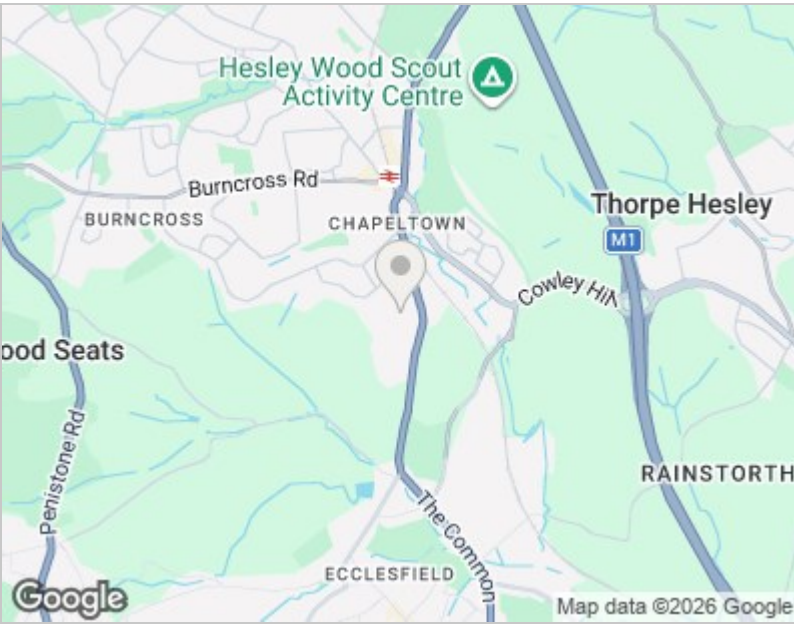 Hesley Wood Scout
Activity Centre
Burncross Rd
BURNCROSS
CHAPELTOWN
Thorpe Hesley
M1
Cowley Hill
ood Seats
Penistone Rd
RAINSTORTH
The Common
ECCLESFIELD
Google
Map data ©2026 Google